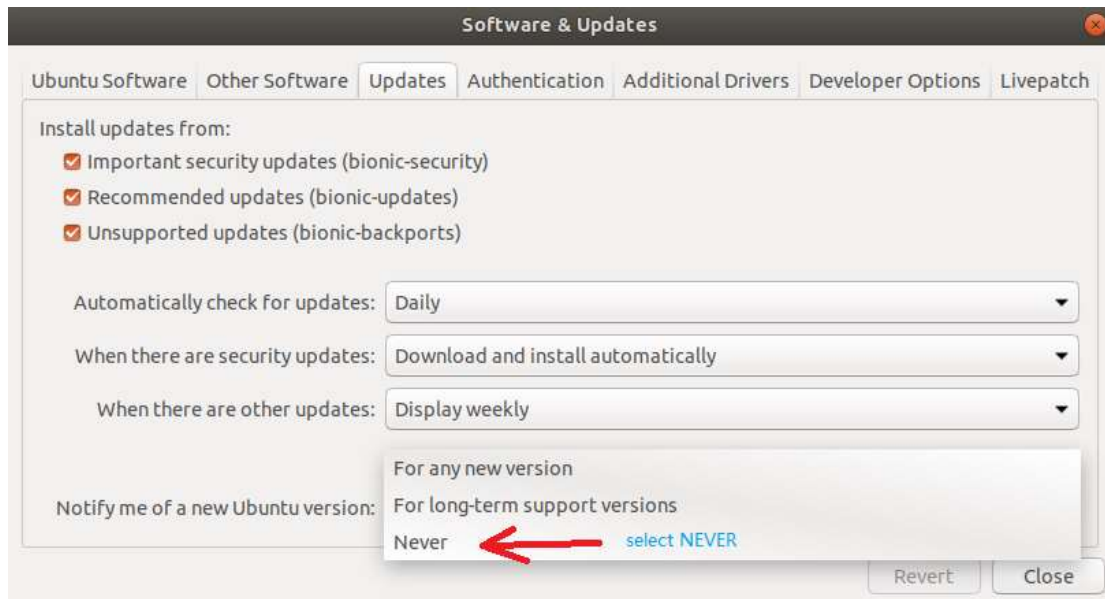 Software & Updates
Ubuntu Software Other Software Updates Authentication Additional Drivers Developer Options Livepatch
Install updates from:
Important security updates (bionic-security)
Recommended updates (bionic-updates)
Unsupported updates (bionic-backports)
Automatically check for updates: Daily
When there are security updates: Download and install automatically
When there are other updates: Display weekly
For any new version
Notify me of a new Ubuntu version: For long-term support versions
Never select NEVER
Revert Close